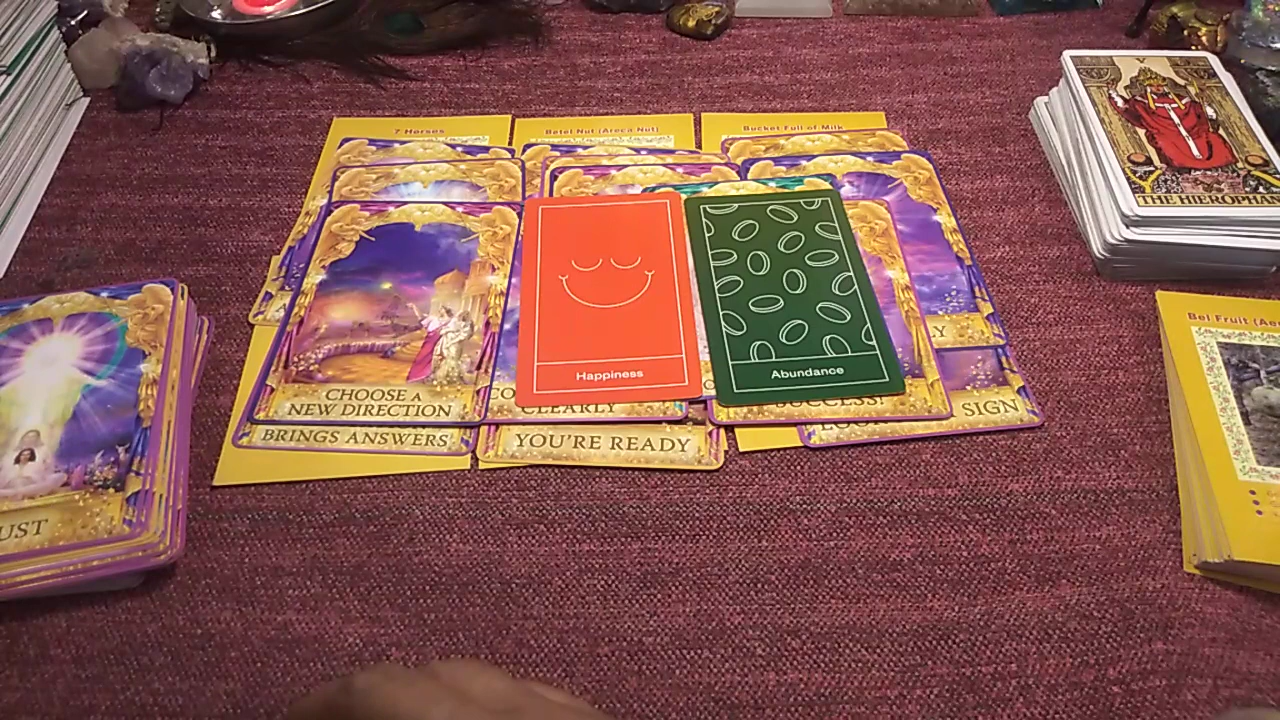 7 Horses
Betel Nut (Areca Nut)
Bucket Full of Milk
V
THE HIEROPHAN
Bel Fruit
Happiness
Abundance
CHOOSE A
NEW DIRECTION
BRINGS ANSWERS
CLEARLY
YOU'RE READY
SUCCESS!
Y
SIGN
UST